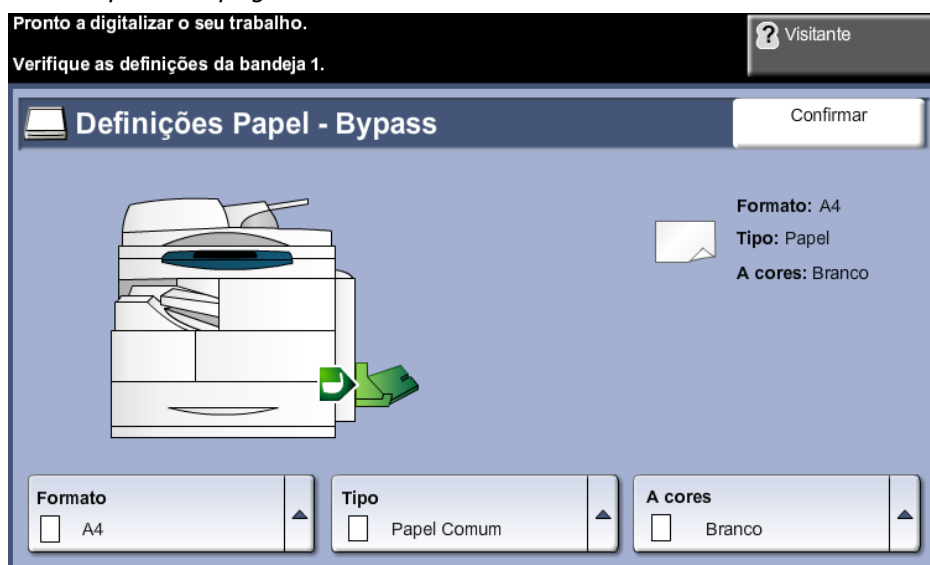 Pronto a digitalizar o seu trabalho.
Visitante
Verifique as definições da bandeja 1.
Definições Papel - Bypass
Confirmar
Formato: A4
Tipo: Papel
A cores: Branco
Formato
A4
Tipo
Papel Comum
A cores
Branco